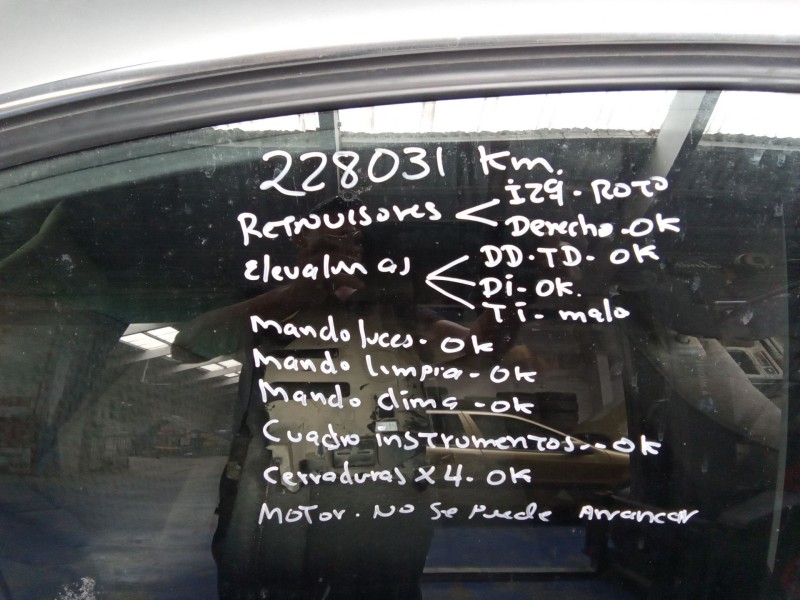 228031 Km.
Retrovisores < izq - Roto
Derecho - OK
Elevalunas < DD - TD - OK
Di - OK.
Ti - malo
Mando luces - OK
Mando limpia - OK
Mando clima - OK
Cuadro instrumentos - OK
Cerraduras x 4 - OK
Motor. No se puede Arrancar